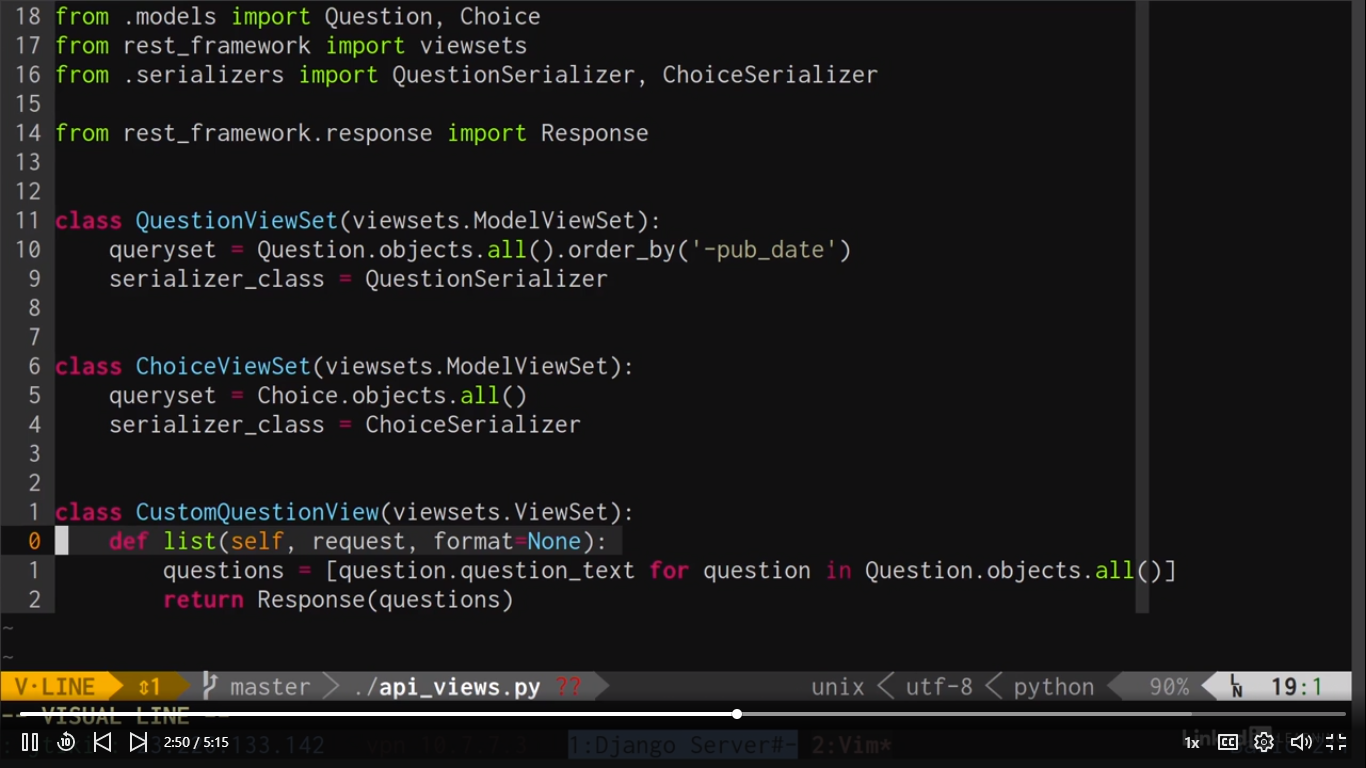 18 from .models import Question, Choice
17 from rest_framework import viewsets
16 from .serializers import QuestionSerializer, ChoiceSerializer
15
14 from rest_framework.response import Response
13
12
11 class QuestionViewSet(viewsets.ModelViewSet):
10     queryset = Question.objects.all().order_by('-pub_date')
9     serializer_class = QuestionSerializer
8
7
6 class ChoiceViewSet(viewsets.ModelViewSet):
5     queryset = Choice.objects.all()
4     serializer_class = ChoiceSerializer
3
2
1 class CustomQuestionView(viewsets.ViewSet):
0     def list(self, request, format=None):
1         questions = [question.question_text for question in Question.objects.all()]
2         return Response(questions)
~
~
V·LINE ↕1 master ./api_views.py ?? unix utf-8 python 90% LN 19:1
-- VISUAL LINE --
10 2:50 / 5:15 133.142 vpn 1:Django Server#- 2:Vim* 1x CC